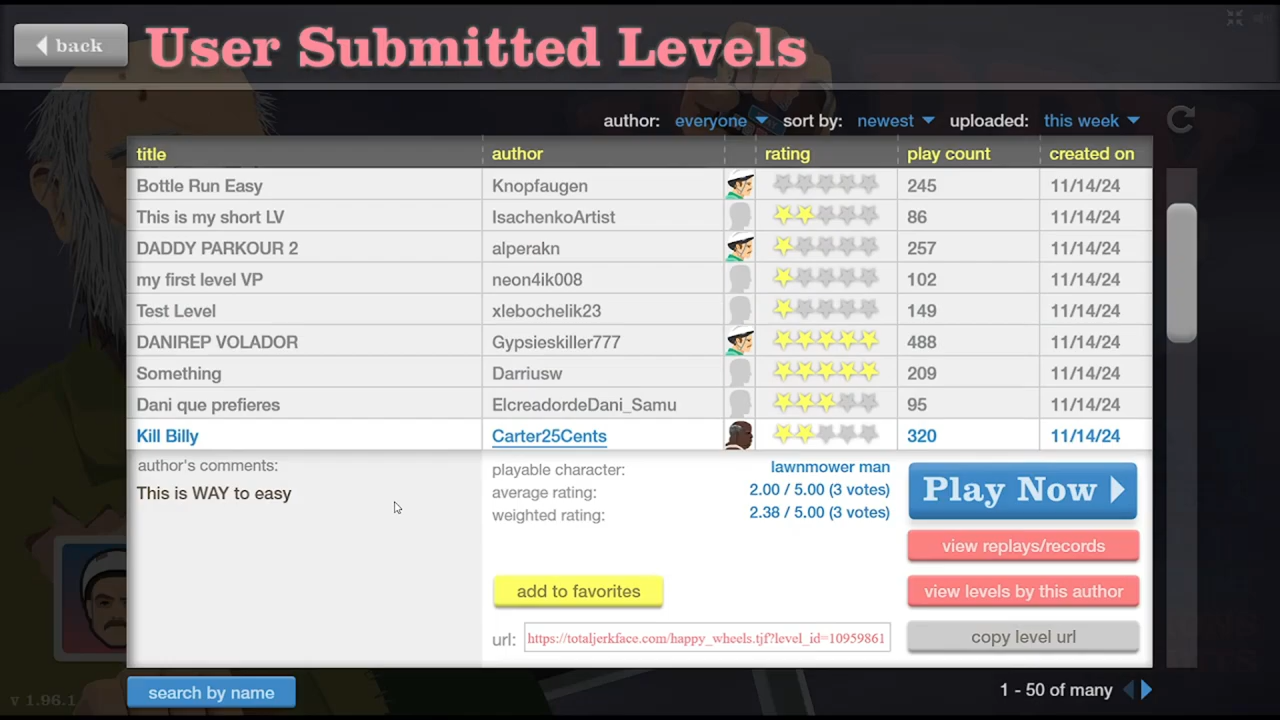 back
User Submitted Levels
author: everyone sort by: newest uploaded: this week
title author rating play count created on
Bottle Run Easy Knopfaugen 245 11/14/24
This is my short LV IsachenkoArtist 86 11/14/24
DADDY PARKOUR 2 alperakn 257 11/14/24
my first level VP neon4ik008 102 11/14/24
Test Level xlebochelik23 149 11/14/24
DANIREP VOLADOR Gypsieskiller777 488 11/14/24
Something Darriusw 209 11/14/24
Dani que prefieres ElcreadordeDani_Samu 95 11/14/24
Kill Billy Carter25Cents 320 11/14/24
author's comments:
This is WAY to easy
playable character: lawnmower man
average rating: 2.00 / 5.00 (3 votes)
weighted rating: 2.38 / 5.00 (3 votes)
add to favorites
url: https://totaljerkface.com/happy_wheels.tjf?level_id=10959861
Play Now
view replays/records
view levels by this author
copy level url
search by name
1 - 50 of many
v 1.96.1